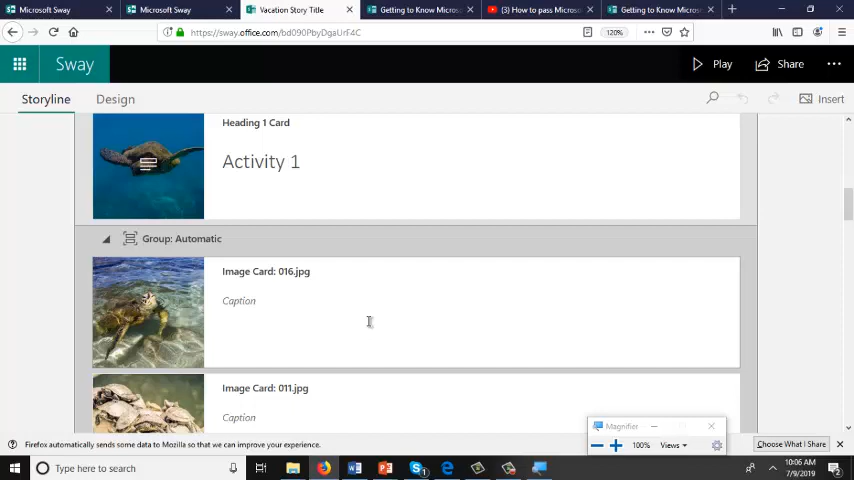 Microsoft Sway
Microsoft Sway
Vacation Story Title
Getting to Know Microso
(3) How to pass Microso
Getting to Know Microso
https://sway.office.com/bd090PbyDgaUrF4C
120%
Sway
Play
Share
Storyline
Design
Insert
Heading 1 Card
Activity 1
Group: Automatic
Image Card: 016.jpg
Caption
Image Card: 011.jpg
Caption
Magnifier
100%
Views
Firefox automatically sends some data to Mozilla so that we can improve your experience.
Choose What I Share
Type here to search
10:06 AM
7/9/2019